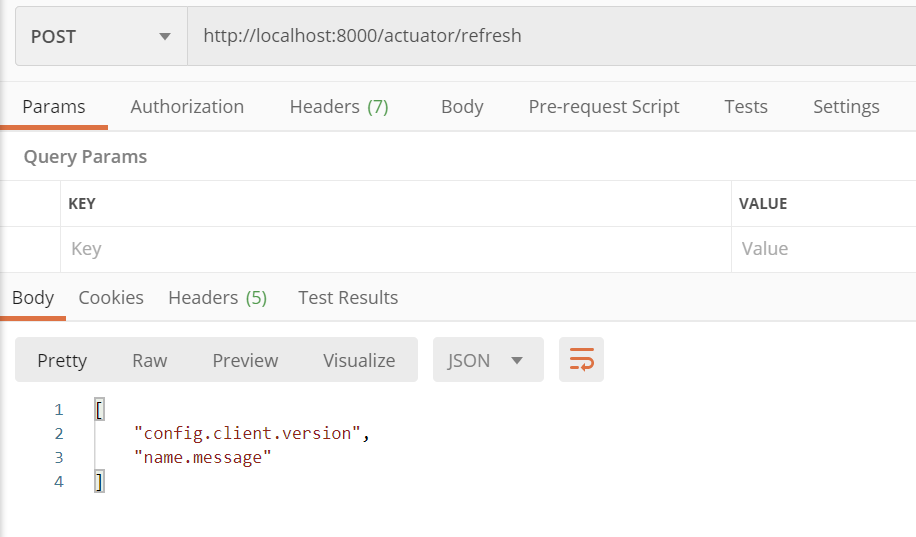 POST http://localhost:8000/actuator/refresh
Params Authorization Headers (7) Body Pre-request Script Tests Settings
Query Params
KEY VALUE
Key Value
Body Cookies Headers (5) Test Results
Pretty Raw Preview Visualize JSON
1 [
2 "config.client.version",
3 "name.message"
4 ]